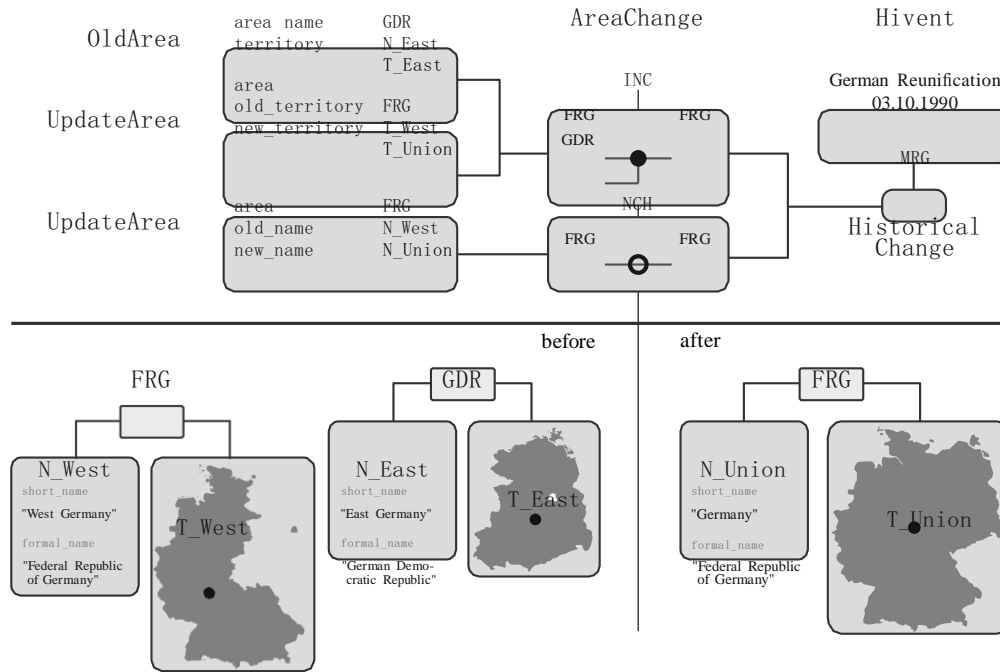 AreaChange
Hivent
OldArea
area name GDR
territory N_East
T_East
UpdateArea
area
old_territory FRG
new_territory T_West
T_Union
UpdateArea
area FRG
old_name N_West
new_name N_Union
INC
FRG FRG
GDR
NCH
FRG FRG
German Reunification
03.10.1990
MRG
Historical
Change
before after
FRG
N_West
short_name
"West Germany"
formal_name
"Federal Republic
of Germany"
T_West
GDR
N_East
short_name
"East Germany"
formal_name
"German Demo-
cratic Republic"
T_East
FRG
N_Union
short_name
"Germany"
formal_name
"Federal Republic
of Germany"
T_Union